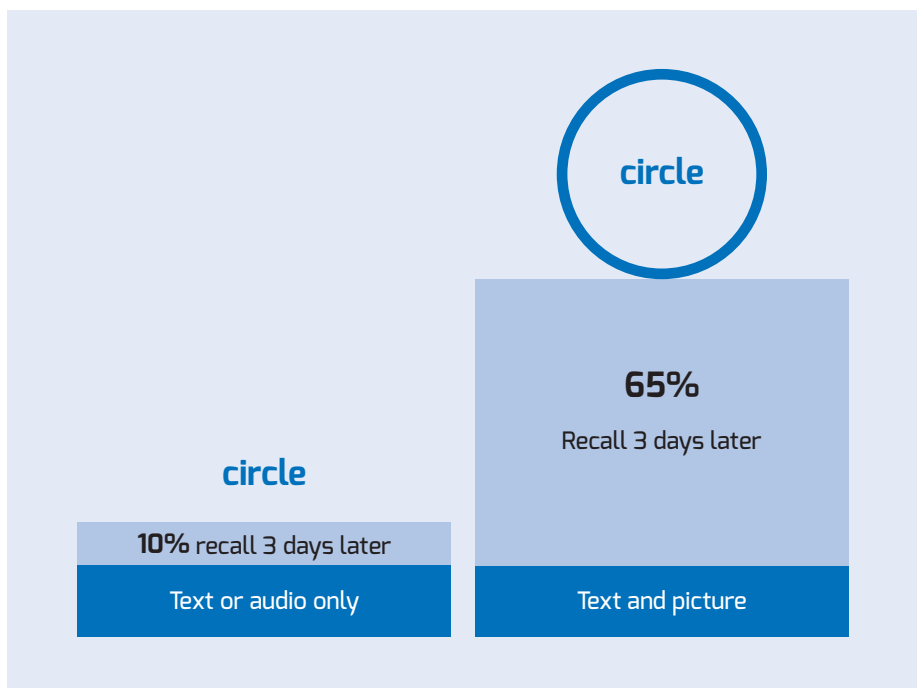 circle
10% recall 3 days later
Text or audio only
circle
65%
Recall 3 days later
Text and picture